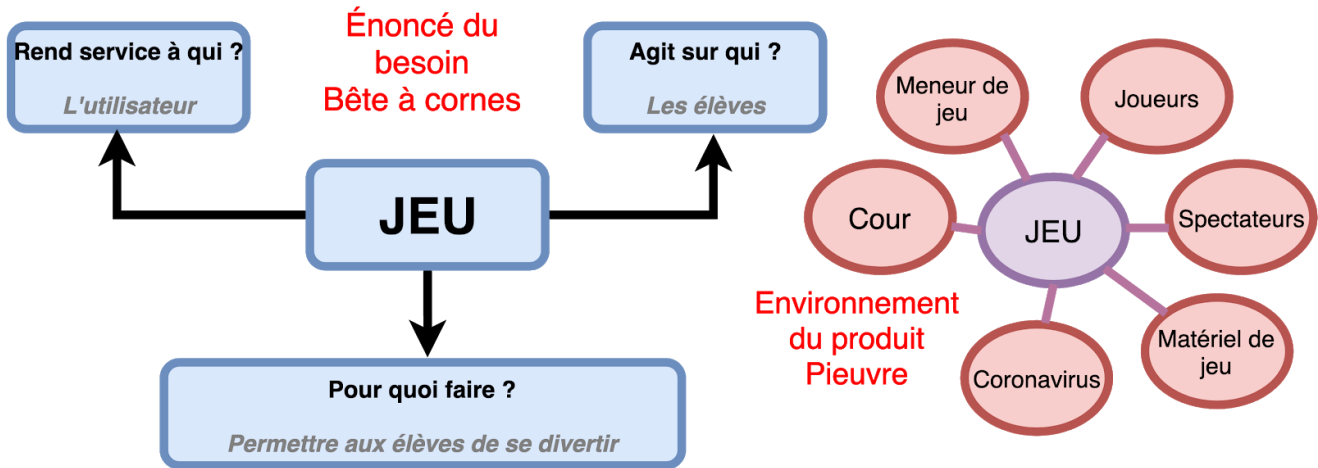 Rend service à qui ?
L'utilisateur
Énoncé du
besoin
Bête à cornes
Agit sur qui ?
Les élèves
JEU
Pour quoi faire ?
Permettre aux élèves de se divertir
Meneur de
jeu
Joueurs
Cour
JEU
Spectateurs
Environnement
du produit
Pieuvre
Coronavirus
Matériel de
jeu